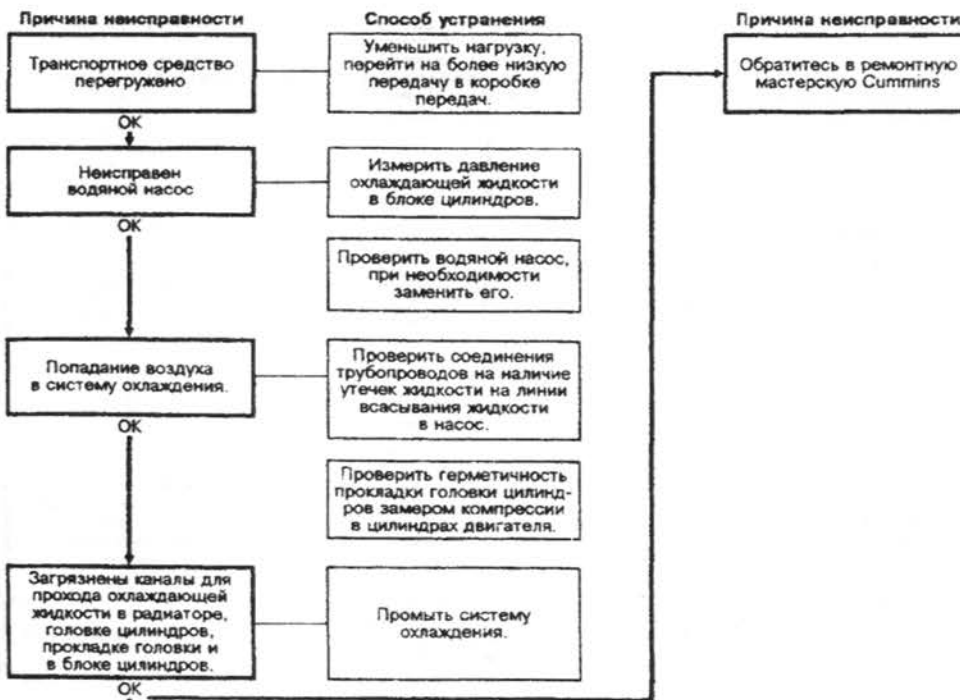 Причина неисправности
Способ устранения
Транспортное средство
перегружено
Уменьшить нагрузку,
перейти на более низкую
передачу в коробке
передач.
ОК
Неисправен
водяной насос
Измерить давление
охлаждающей жидкости
в блоке цилиндров.
ОК
Проверить водяной насос,
при необходимости
заменить его.
Попадание воздуха
в систему охлаждения.
Проверить соединения
трубопроводов на наличие
утечек жидкости на линии
всасывания жидкости
в насос.
ОК
Проверить герметичность
прокладки головки цилинд-
ров замером компрессии
в цилиндрах двигателя.
Загрязнены каналы для
прохода охлаждающей
жидкости в радиаторе,
головке цилиндров,
прокладке головки и
в блоке цилиндров.
Промыть систему
охлаждения.
ОК
Причина неисправности
Обратитесь в ремонтную
мастерскую Cummins